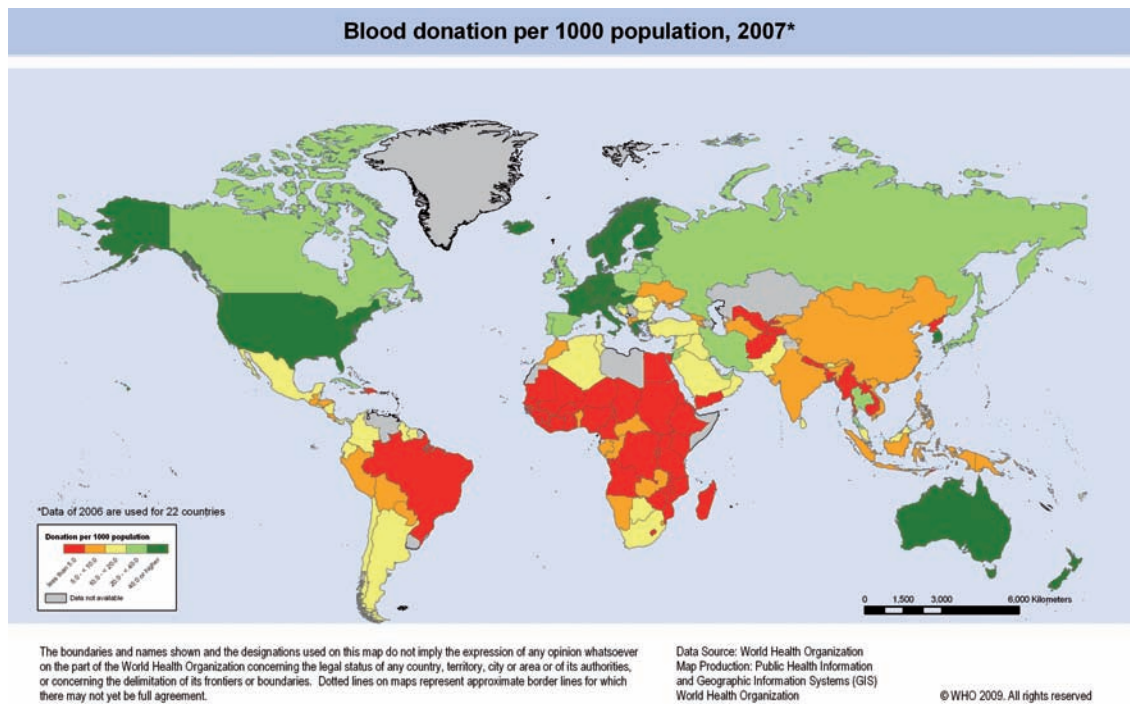 Blood donation per 1000 population, 2007*
*Data of 2006 are used for 22 countries
Donation per 1000 population
less than 5.0
5.0 - < 10.0
10.0 - < 20.0
20.0 - < 40.0
40.0 or higher
Data not available
0 1,500 3,000 6,000 Kilometers
The boundaries and names shown and the designations used on this map do not imply the expression of any opinion whatsoever
on the part of the World Health Organization concerning the legal status of any country, territory, city or area or of its authorities,
or concerning the delimitation of its frontiers or boundaries. Dotted lines on maps represent approximate border lines for which
there may not yet be full agreement.
Data Source: World Health Organization
Map Production: Public Health Information
and Geographic Information Systems (GIS)
World Health Organization
© WHO 2009. All rights reserved